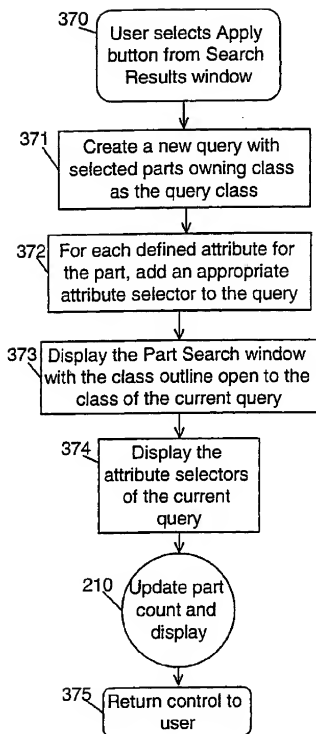 370
User selects Apply
button from Search
Results window
371
Create a new query with
selected parts owning class
as the query class
372
For each defined attribute for
the part, add an appropriate
attribute selector to the query
373
Display the Part Search window
with the class outline open to the
class of the current query
374
Display the
attribute selectors
of the current
query
210
Update part
count and
display
375
Return control to
user